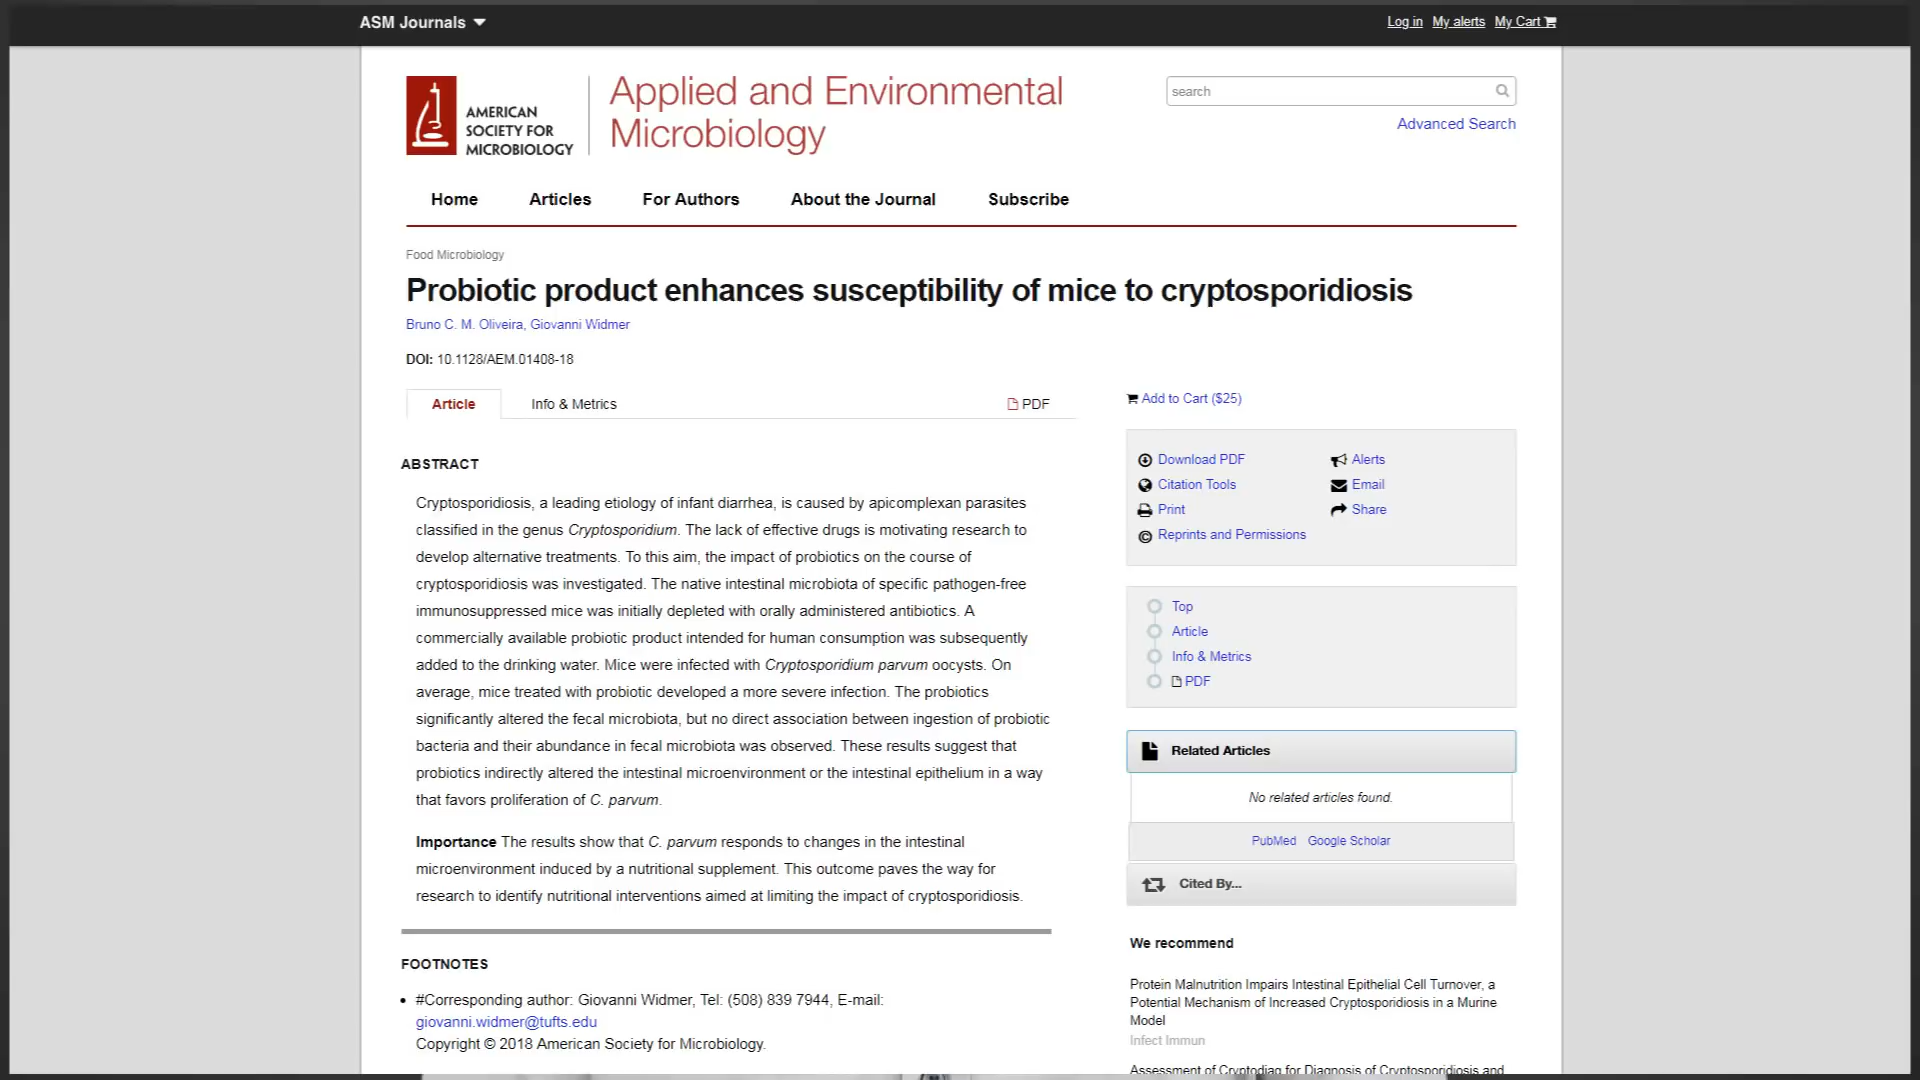 ASM Journals
Log in My alerts My Cart
AMERICAN
SOCIETY FOR
MICROBIOLOGY
Applied and Environmental
Microbiology
search
Advanced Search
Home Articles For Authors About the Journal Subscribe
Food Microbiology
Probiotic product enhances susceptibility of mice to cryptosporidiosis
Bruno C. M. Oliveira, Giovanni Widmer
DOI: 10.1128/AEM.01408-18
Article Info & Metrics PDF
ABSTRACT
Cryptosporidiosis, a leading etiology of infant diarrhea, is caused by apicomplexan parasites
classified in the genus Cryptosporidium. The lack of effective drugs is motivating research to
develop alternative treatments. To this aim, the impact of probiotics on the course of
cryptosporidiosis was investigated. The native intestinal microbiota of specific pathogen-free
immunosuppressed mice was initially depleted with orally administered antibiotics. A
commercially available probiotic product intended for human consumption was subsequently
added to the drinking water. Mice were infected with Cryptosporidium parvum oocysts. On
average, mice treated with probiotic developed a more severe infection. The probiotics
significantly altered the fecal microbiota, but no direct association between ingestion of probiotic
bacteria and their abundance in fecal microbiota was observed. These results suggest that
probiotics indirectly altered the intestinal microenvironment or the intestinal epithelium in a way
that favors proliferation of C. parvum.
Importance The results show that C. parvum responds to changes in the intestinal
microenvironment induced by a nutritional supplement. This outcome paves the way for
research to identify nutritional interventions aimed at limiting the impact of cryptosporidiosis.
FOOTNOTES
• #Corresponding author: Giovanni Widmer, Tel: (508) 839 7944, E-mail:
giovanni.widmer@tufts.edu
Copyright © 2018 American Society for Microbiology.
Add to Cart ($25)
Download PDF Alerts
Citation Tools Email
Print Share
Reprints and Permissions
Top
Article
Info & Metrics
PDF
Related Articles
No related articles found.
PubMed Google Scholar
Cited By...
We recommend
Protein Malnutrition Impairs Intestinal Epithelial Cell Turnover, a
Potential Mechanism of Increased Cryptosporidiosis in a Murine
Model
Infect Immun
Assessment of Cryptodiag for Diagnosis of Cryptosporidiosis and